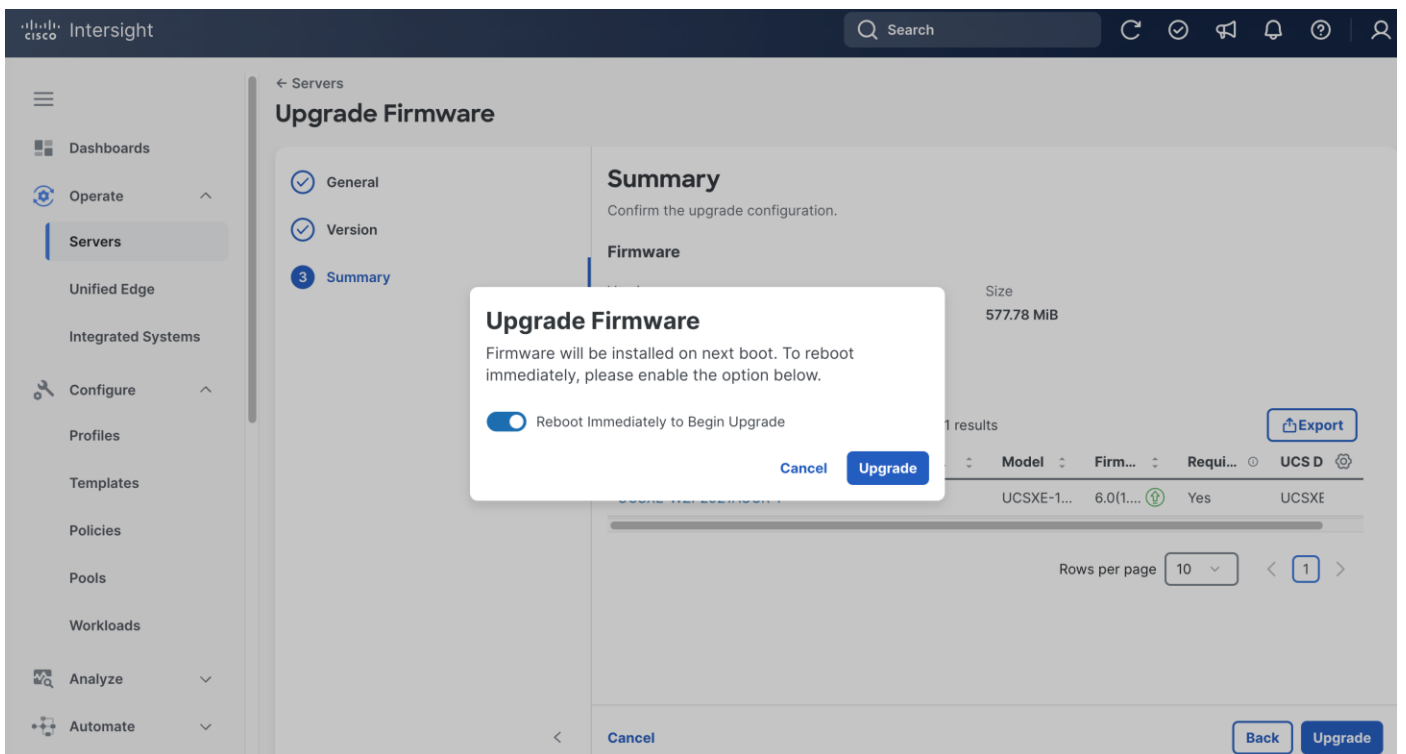 cisco Intersight
Search
Dashboards
Operate
Servers
Unified Edge
Integrated Systems
Configure
Profiles
Templates
Policies
Pools
Workloads
Analyze
Automate
← Servers
Upgrade Firmware
General
Version
3 Summary
Summary
Confirm the upgrade configuration.
Firmware
Size
577.78 MiB
Upgrade Firmware
Firmware will be installed on next boot. To reboot
immediately, please enable the option below.
Reboot Immediately to Begin Upgrade
Cancel Upgrade
1 results
Export
Model Firm... Requi... UCS D
UCSXE-1... 6.0(1.... Yes UCSXE
Rows per page 10 1
Cancel
Back Upgrade